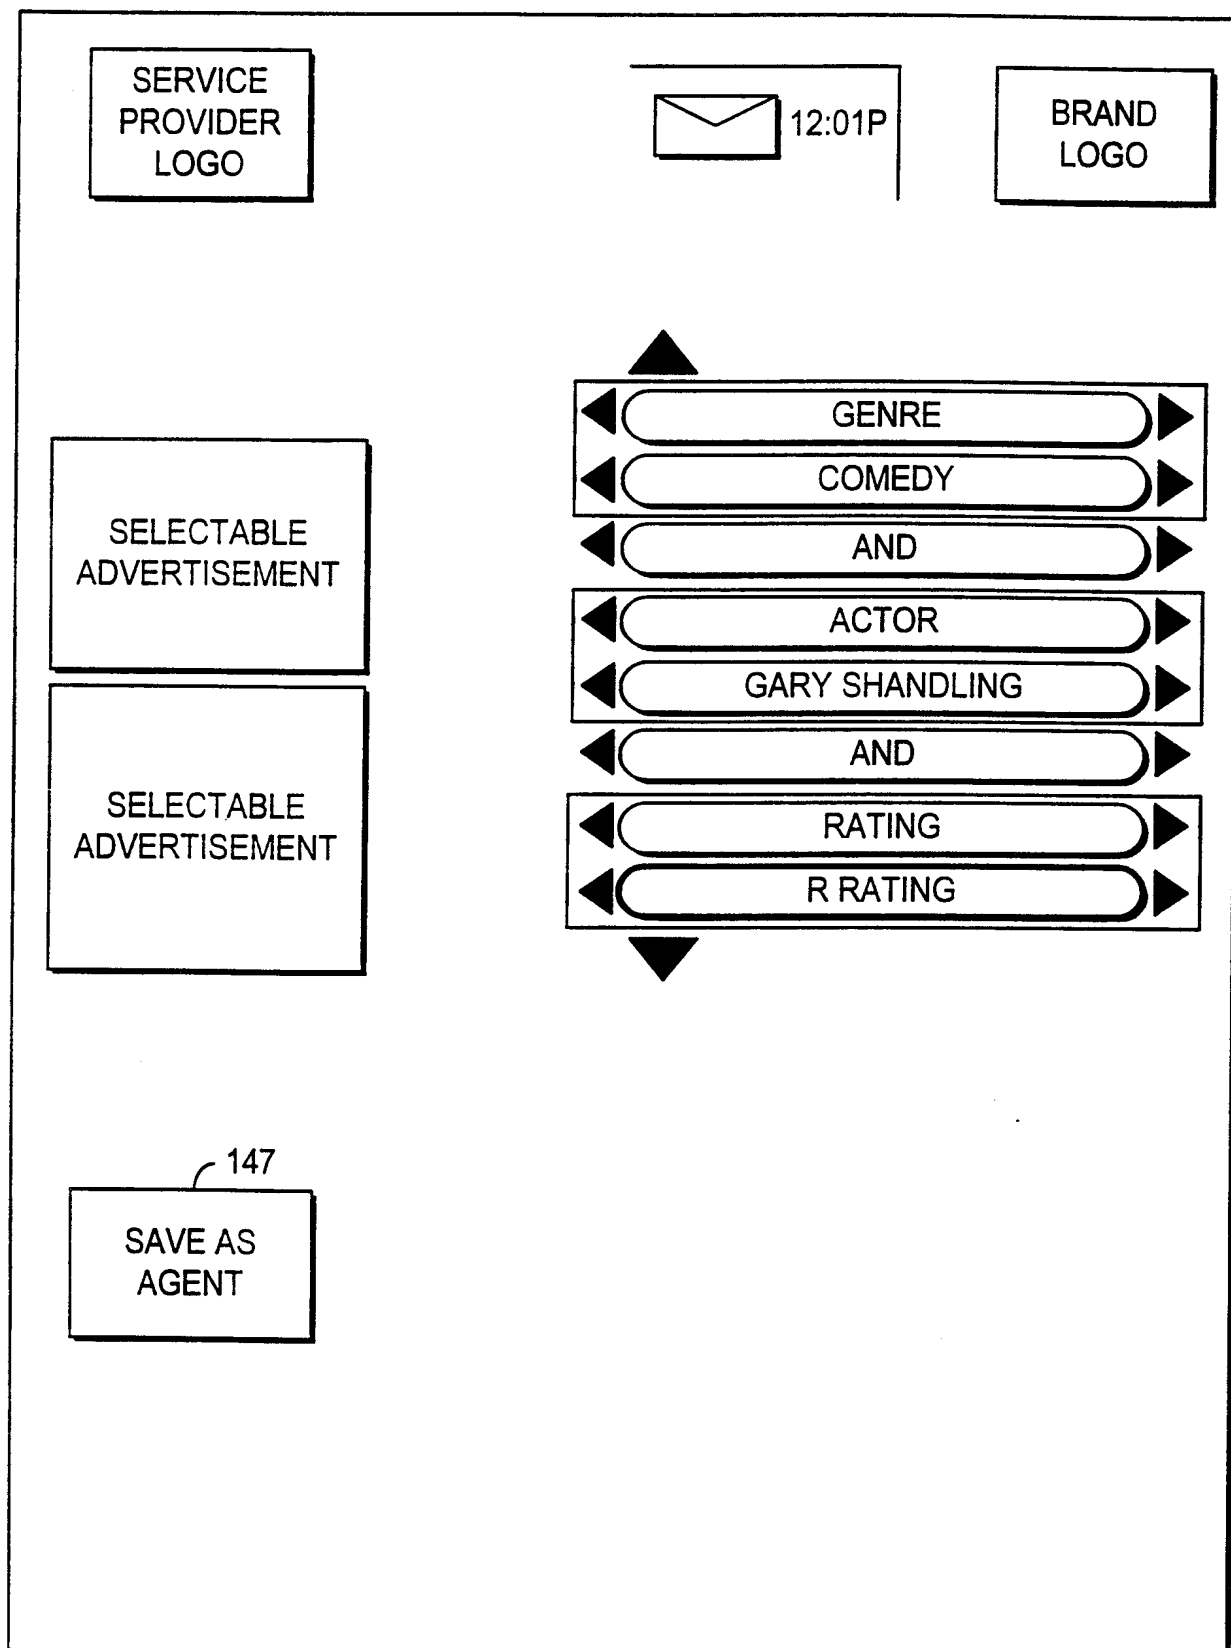 SERVICE
PROVIDER
LOGO
12:01P
BRAND
LOGO
GENRE
COMEDY
AND
ACTOR
GARY SHANDLING
AND
RATING
R RATING
SELECTABLE
ADVERTISEMENT
SELECTABLE
ADVERTISEMENT
147
SAVE AS
AGENT